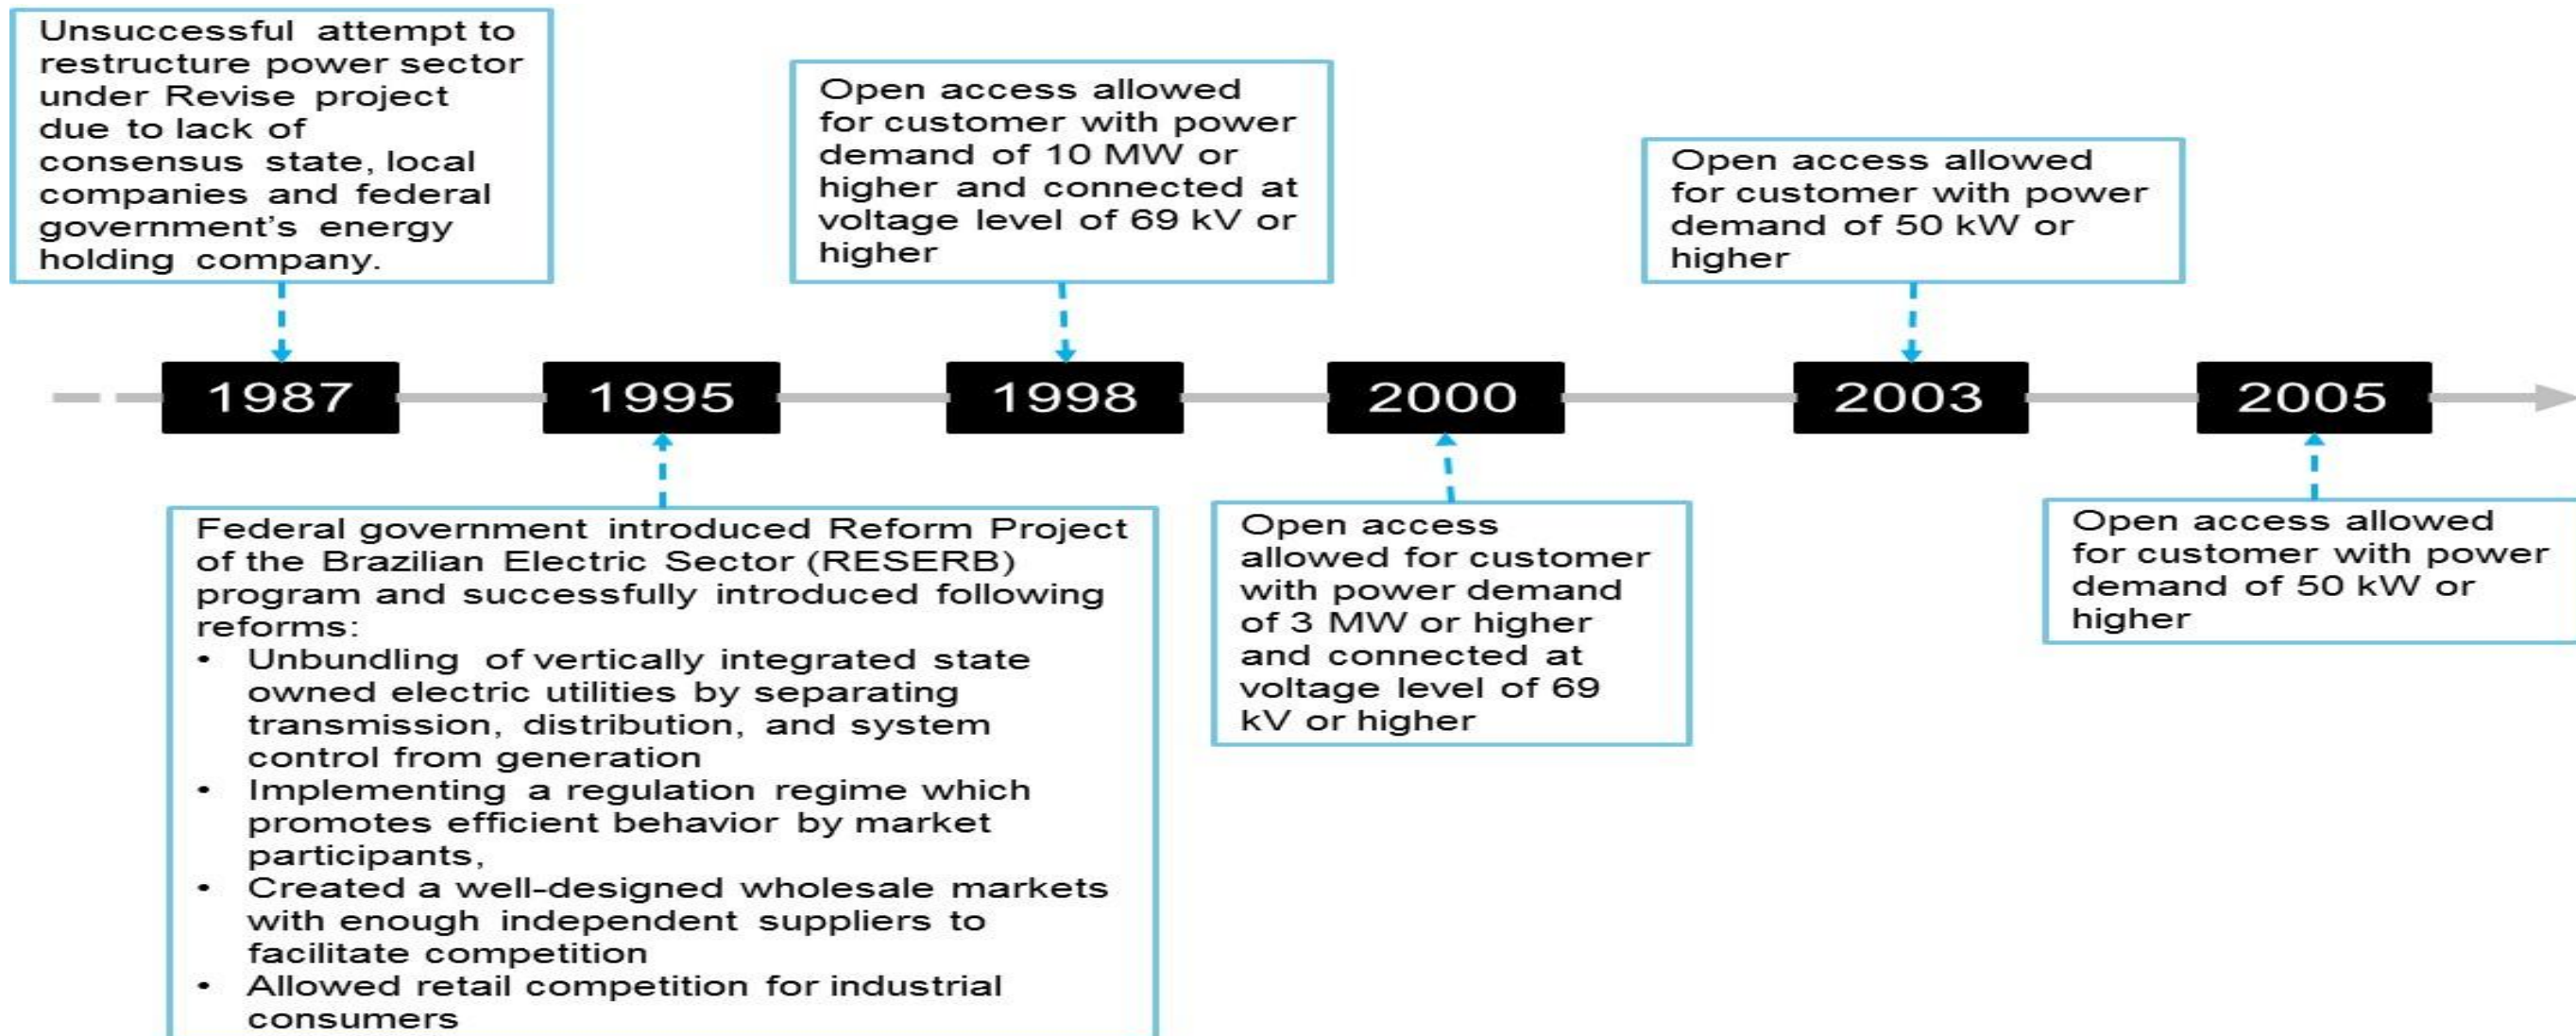 Unsuccessful attempt to
restructure power sector
under Revise project
due to lack of
consensus state, local
companies and federal
government's energy
holding company.
Open access allowed
for customer with power
demand of 10 MW or
higher and connected at
voltage level of 69 kV or
higher
Open access allowed
for customer with power
demand of 50 kW or
higher
1987
1995
1998
2000
2003
2005
Federal government introduced Reform Project
of the Brazilian Electric Sector (RESERB)
program and successfully introduced following
reforms:
• Unbundling of vertically integrated state
owned electric utilities by separating
transmission, distribution, and system
control from generation
• Implementing a regulation regime which
promotes efficient behavior by market
participants,
• Created a well-designed wholesale markets
with enough independent suppliers to
facilitate competition
• Allowed retail competition for industrial
consumers
Open access
allowed for customer
with power demand
of 3 MW or higher
and connected at
voltage level of 69
kV or higher
Open access allowed
for customer with power
demand of 50 kW or
higher